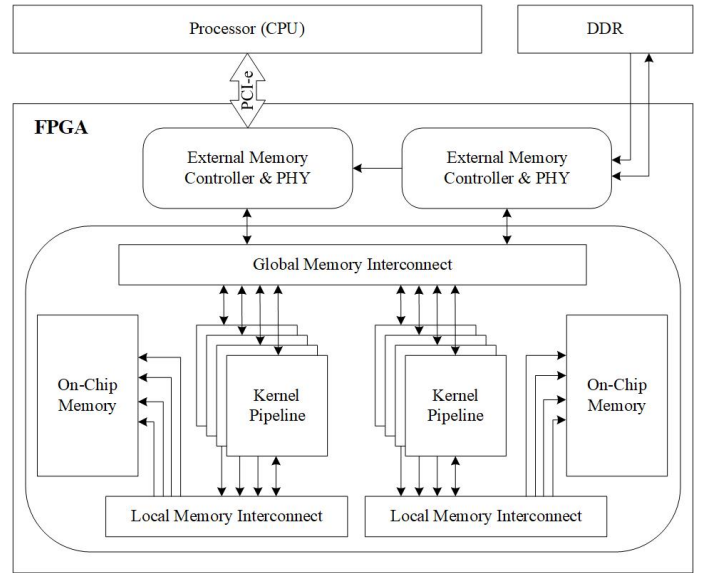 Processor (CPU)
DDR
PCI-e
FPGA
External Memory
Controller & PHY
External Memory
Controller & PHY
Global Memory Interconnect
On-Chip
Memory
Kernel
Pipeline
Kernel
Pipeline
On-Chip
Memory
Local Memory Interconnect
Local Memory Interconnect